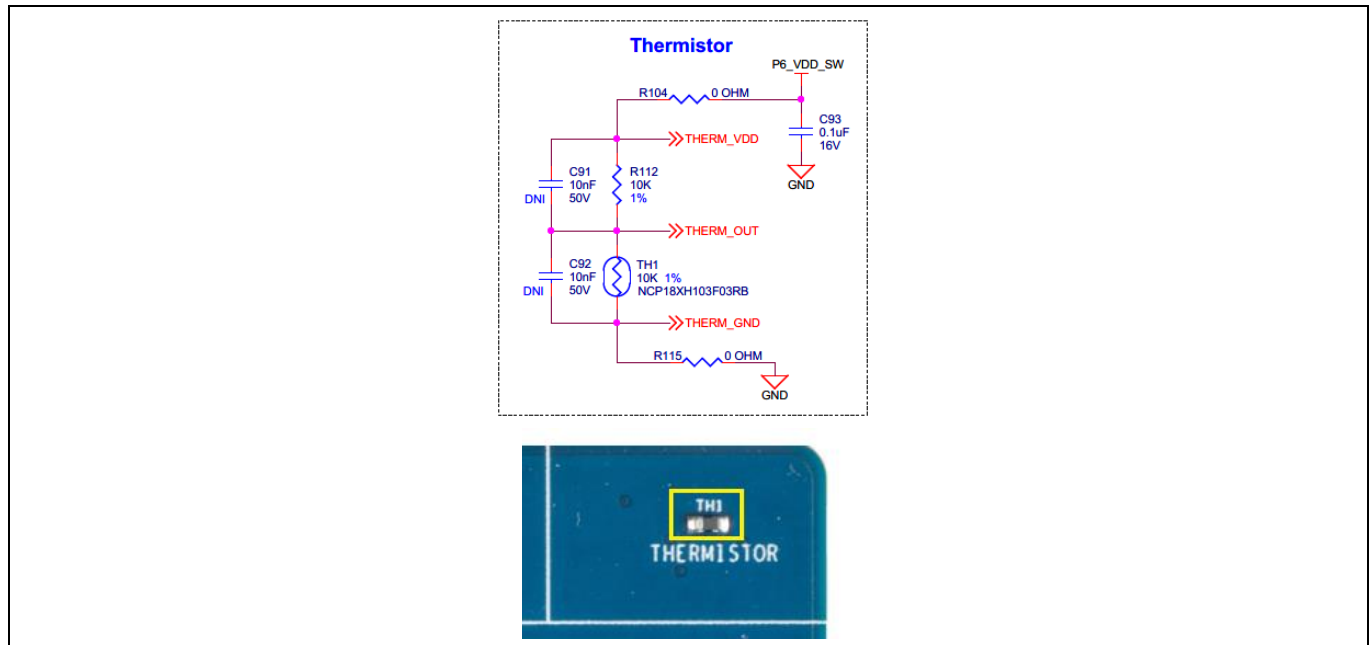 Thermistor
P6_VDD_SW
R104
0 OHM
C93
0.1uF
16V
THERM_VDD
GND
C91
10nF
50V
DNI
R112
10K
1%
THERM_OUT
C92
10nF
50V
DNI
TH1
10K 1%
NCP18XH103F03RB
THERM_GND
R115
0 OHM
GND
TH1
THERMISTOR